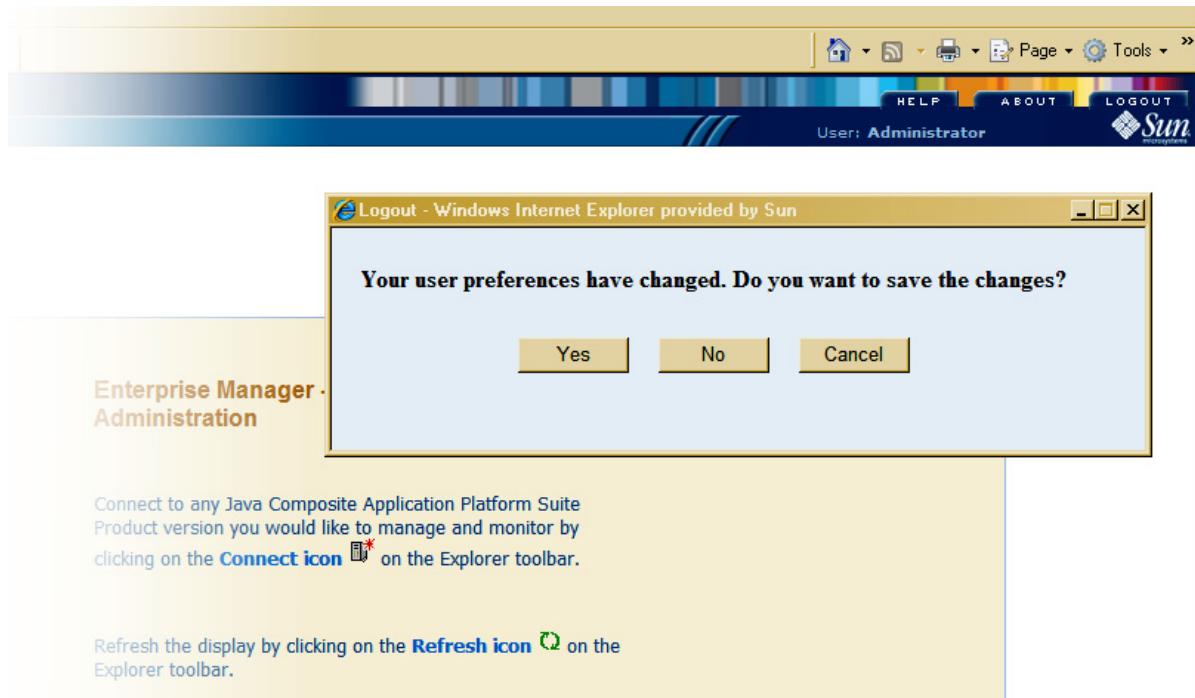 Page
Tools
»
HELP
ABOUT
LOGOUT
User: Administrator
Sun
microsystems
Logout - Windows Internet Explorer provided by Sun
Your user preferences have changed. Do you want to save the changes?
Yes
No
Cancel
Enterprise Manager -
Administration
Connect to any Java Composite Application Platform Suite
Product version you would like to manage and monitor by
clicking on the Connect icon on the Explorer toolbar.
Refresh the display by clicking on the Refresh icon on the
Explorer toolbar.